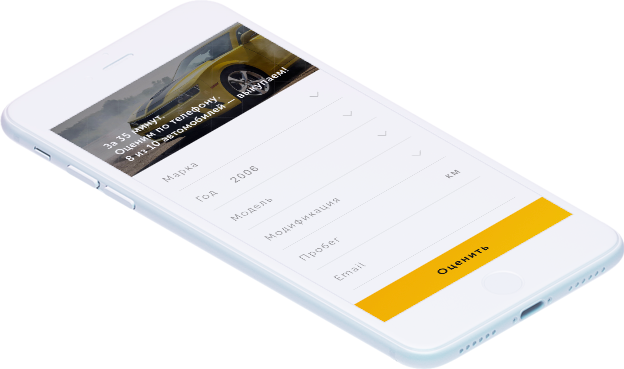 За 35 минут.
Оценим по телефону.
8 из 10 автомобилей — выкупаем!
Марка
Год 2006
Модель
Модификация
Пробег км
Email
Оценить